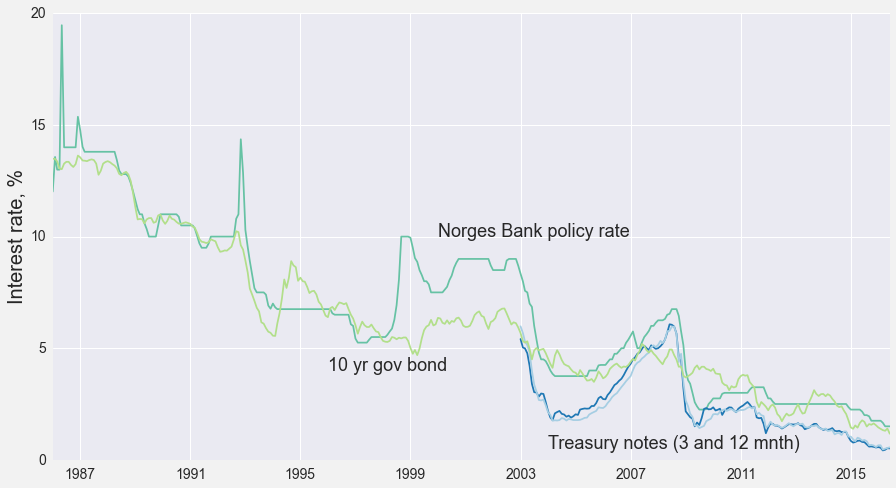 20
15
10
5
0
Interest rate, %
Norges Bank policy rate
10 yr gov bond
Treasury notes (3 and 12 mnth)
1987 1991 1995 1999 2003 2007 2011 2015